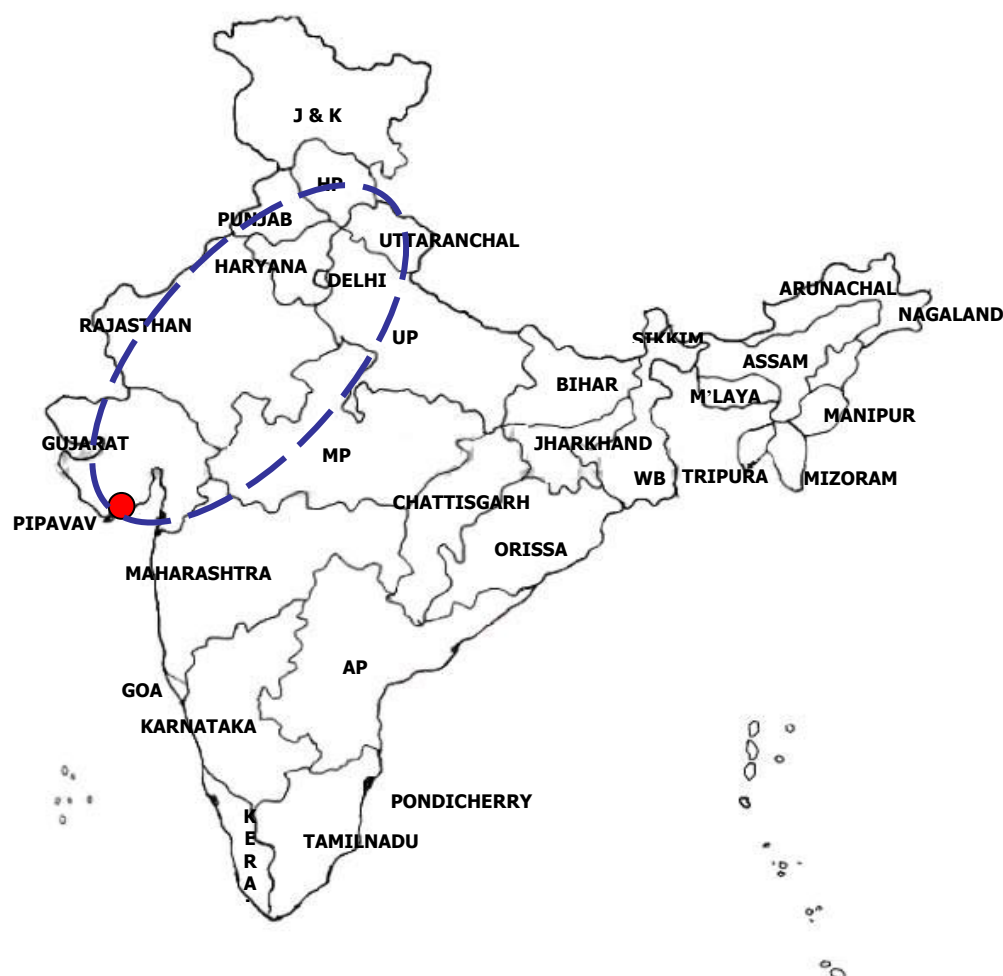 J & K
HP
PUNJAB
UTTARANCHAL
HARYANA
DELHI
ARUNACHAL
NAGALAND
RAJASTHAN
UP
SIKKIM
ASSAM
BIHAR
M'LAYA
MANIPUR
GUJARAT
JHARKHAND
MP
WB
TRIPURA
MIZORAM
CHATTISGARH
PIPAVAV
ORISSA
MAHARASHTRA
AP
GOA
KARNATAKA
PONDICHERRY
K
E
R
A
TAMILNADU